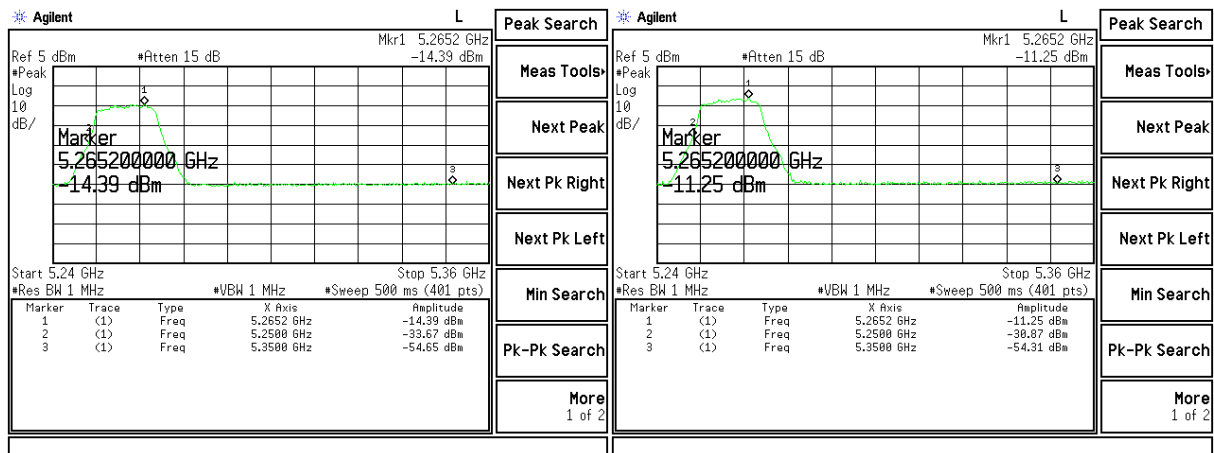 Agilent L
Peak Search
Mkr1 5.2652 GHz
Ref 5 dBm #Atten 15 dB -14.39 dBm
#Peak
Log
10
dB/
1
2
3
Marker
5.265200000 GHz
-14.39 dBm
Start 5.24 GHz Stop 5.36 GHz
#Res BW 1 MHz #VBW 1 MHz #Sweep 500 ms (401 pts)
Marker Trace Type X Axis Amplitude
1 (1) Freq 5.2652 GHz -14.39 dBm
2 (1) Freq 5.2500 GHz -33.67 dBm
3 (1) Freq 5.3500 GHz -54.65 dBm
Meas Tools
Next Peak
Next Pk Right
Next Pk Left
Min Search
Pk-Pk Search
More
1 of 2
Agilent L
Peak Search
Mkr1 5.2652 GHz
Ref 5 dBm #Atten 15 dB -11.25 dBm
#Peak
Log
10
dB/
1
2
3
Marker
5.265200000 GHz
-11.25 dBm
Start 5.24 GHz Stop 5.36 GHz
#Res BW 1 MHz #VBW 1 MHz #Sweep 500 ms (401 pts)
Marker Trace Type X Axis Amplitude
1 (1) Freq 5.2652 GHz -11.25 dBm
2 (1) Freq 5.2500 GHz -30.87 dBm
3 (1) Freq 5.3500 GHz -54.31 dBm
Meas Tools
Next Peak
Next Pk Right
Next Pk Left
Min Search
Pk-Pk Search
More
1 of 2